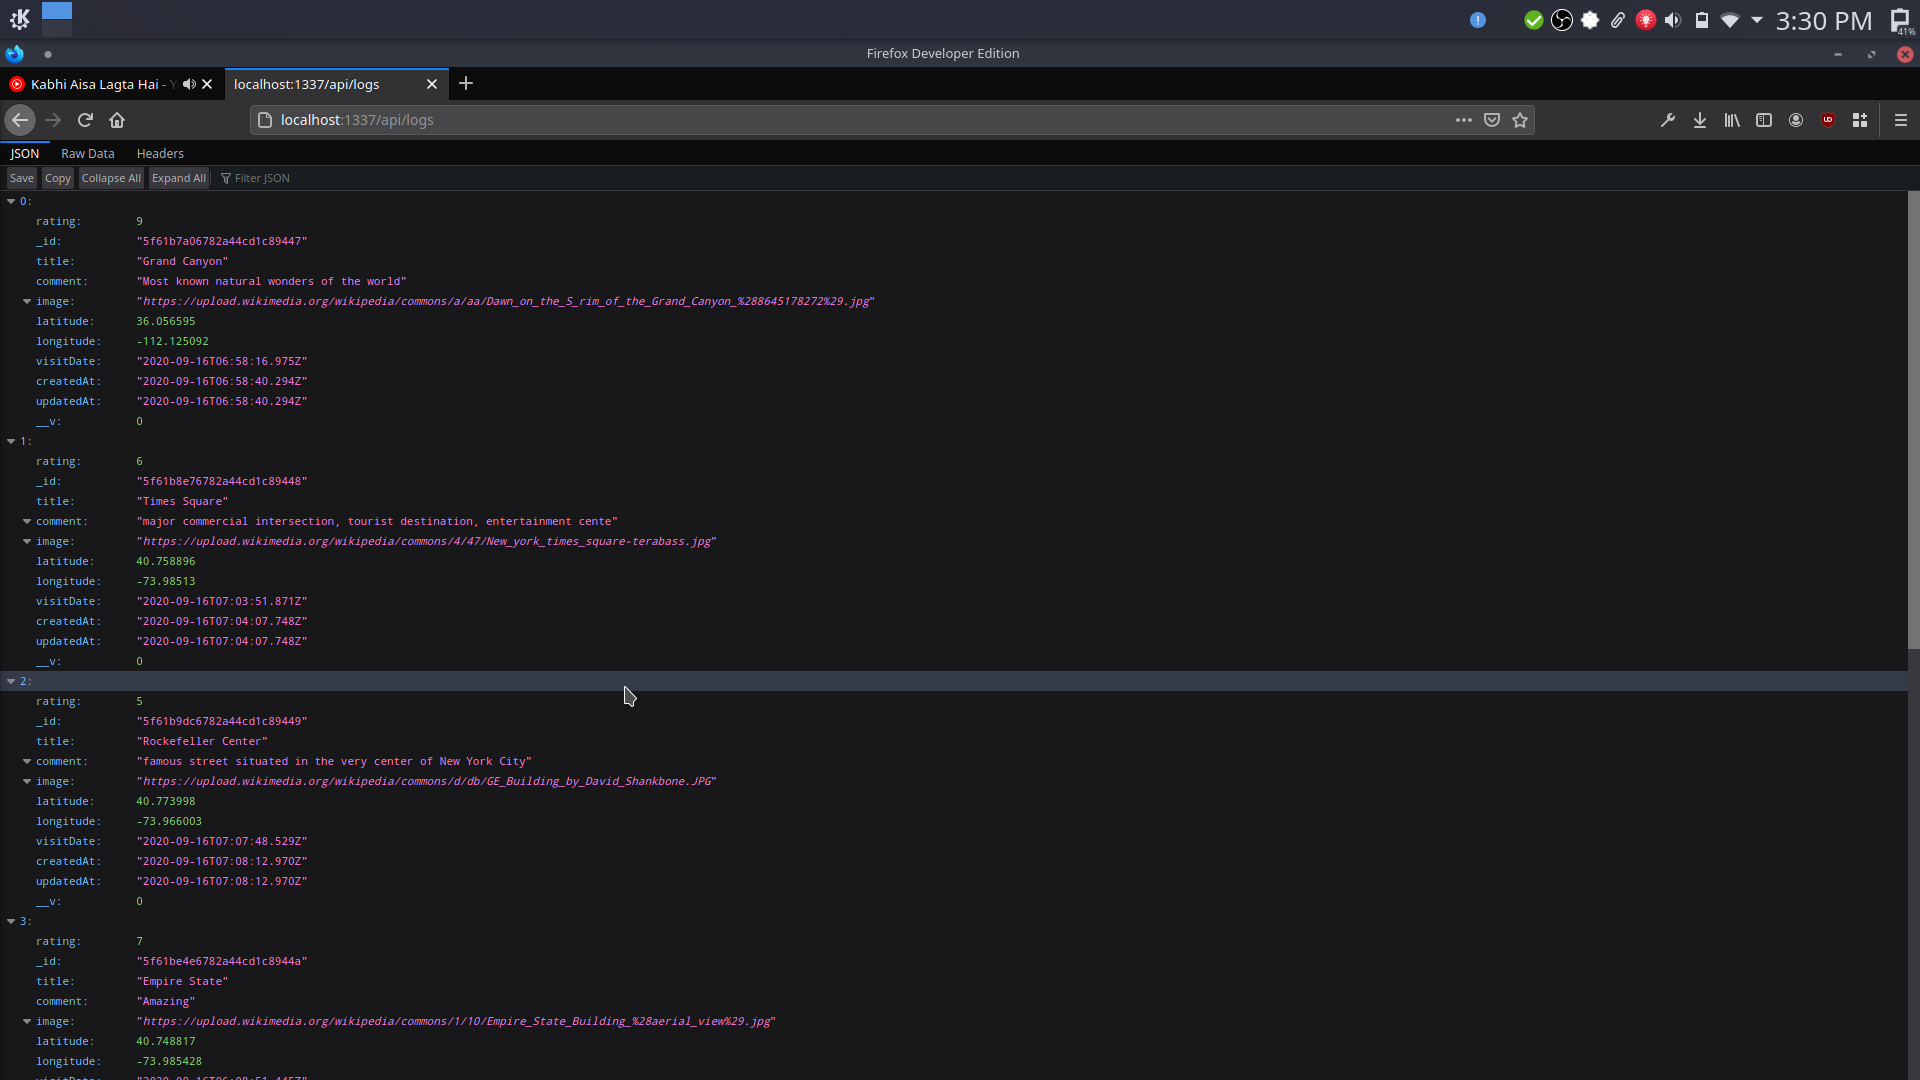 3:30 PM
41%
Firefox Developer Edition
Kabhi Aisa Lagta Hai - Y
localhost:1337/api/logs
localhost:1337/api/logs
JSON Raw Data Headers
Save Copy Collapse All Expand All Filter JSON
0:
rating: 9
_id: "5f61b7a06782a44cd1c89447"
title: "Grand Canyon"
comment: "Most known natural wonders of the world"
image: "https://upload.wikimedia.org/wikipedia/commons/a/aa/Dawn_on_the_S_rim_of_the_Grand_Canyon_%288645178272%29.jpg"
latitude: 36.056595
longitude: -112.125092
visitDate: "2020-09-16T06:58:16.975Z"
createdAt: "2020-09-16T06:58:40.294Z"
updatedAt: "2020-09-16T06:58:40.294Z"
__v: 0
1:
rating: 6
_id: "5f61b8e76782a44cd1c89448"
title: "Times Square"
comment: "major commercial intersection, tourist destination, entertainment cente"
image: "https://upload.wikimedia.org/wikipedia/commons/4/47/New_york_times_square-terabass.jpg"
latitude: 40.758896
longitude: -73.98513
visitDate: "2020-09-16T07:03:51.871Z"
createdAt: "2020-09-16T07:04:07.748Z"
updatedAt: "2020-09-16T07:04:07.748Z"
__v: 0
2:
rating: 5
_id: "5f61b9dc6782a44cd1c89449"
title: "Rockefeller Center"
comment: "famous street situated in the very center of New York City"
image: "https://upload.wikimedia.org/wikipedia/commons/d/db/GE_Building_by_David_Shankbone.JPG"
latitude: 40.773998
longitude: -73.966003
visitDate: "2020-09-16T07:07:48.529Z"
createdAt: "2020-09-16T07:08:12.970Z"
updatedAt: "2020-09-16T07:08:12.970Z"
__v: 0
3:
rating: 7
_id: "5f61be4e6782a44cd1c8944a"
title: "Empire State"
comment: "Amazing"
image: "https://upload.wikimedia.org/wikipedia/commons/1/10/Empire_State_Building_%28aerial_view%29.jpg"
latitude: 40.748817
longitude: -73.985428